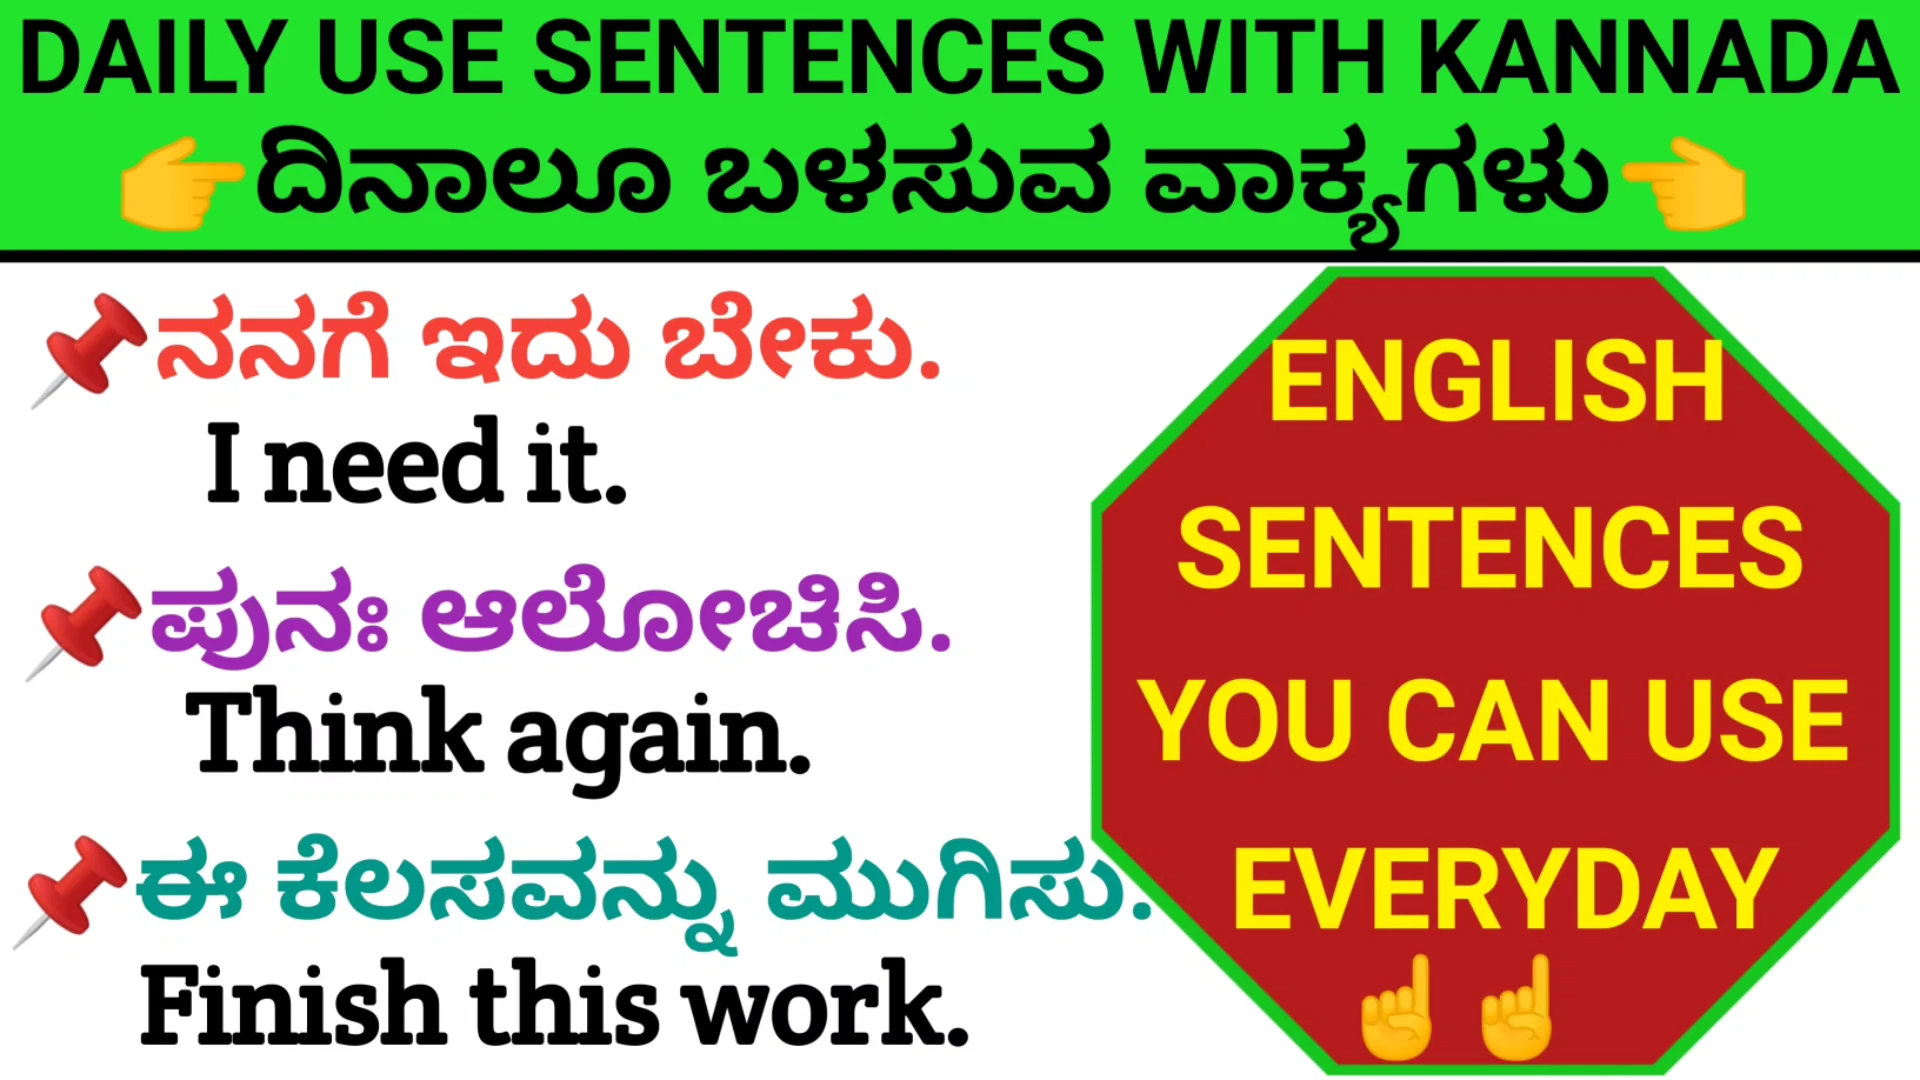 DAILY USE SENTENCES WITH KANNADA
👉ದಿನಾಲೂ ಬಳಸುವ ವಾಕ್ಯಗಳು👈
📌ನನಗೆ ಇದು ಬೇಕು.
I need it.
📌ಪುನಃ ಆಲೋಚಿಸಿ.
Think again.
📌ಈ ಕೆಲಸವನ್ನು ಮುಗಿಸು.
Finish this work.
ENGLISH
SENTENCES
YOU CAN USE
EVERYDAY
☝️ ☝️